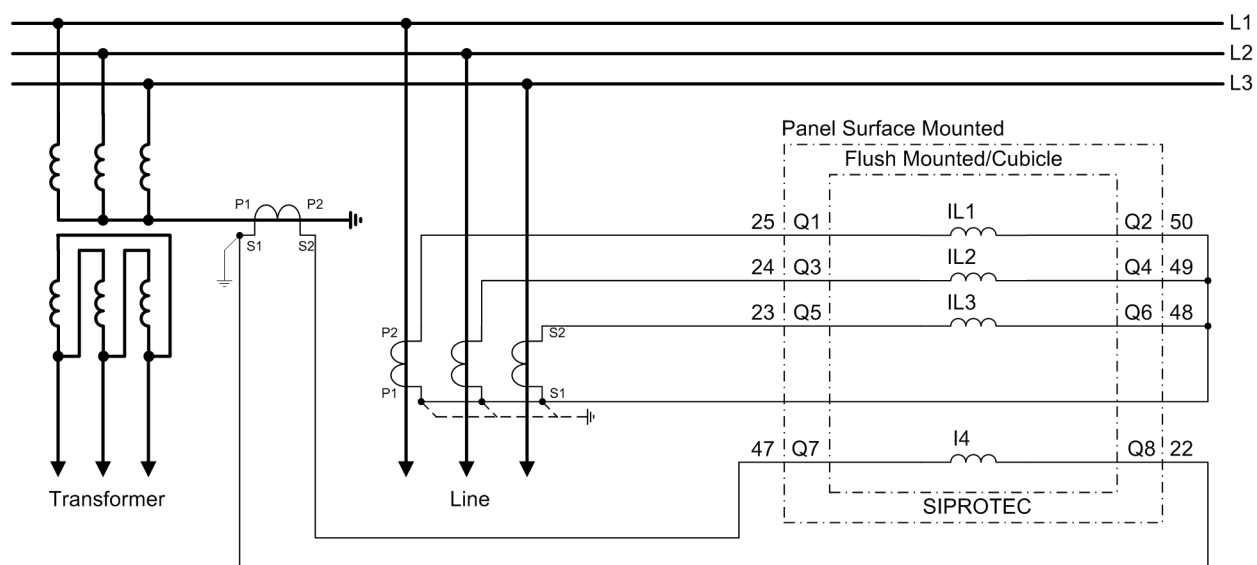 L1
L2
L3
Panel Surface Mounted
Flush Mounted/Cubicle
P1 P2
S1 S2
25 Q1 IL1 Q2 50
24 Q3 IL2 Q4 49
23 Q5 IL3 Q6 48
P2 S2
P1 S1
47 Q7 I4 Q8 22
Transformer
Line
SIPROTEC